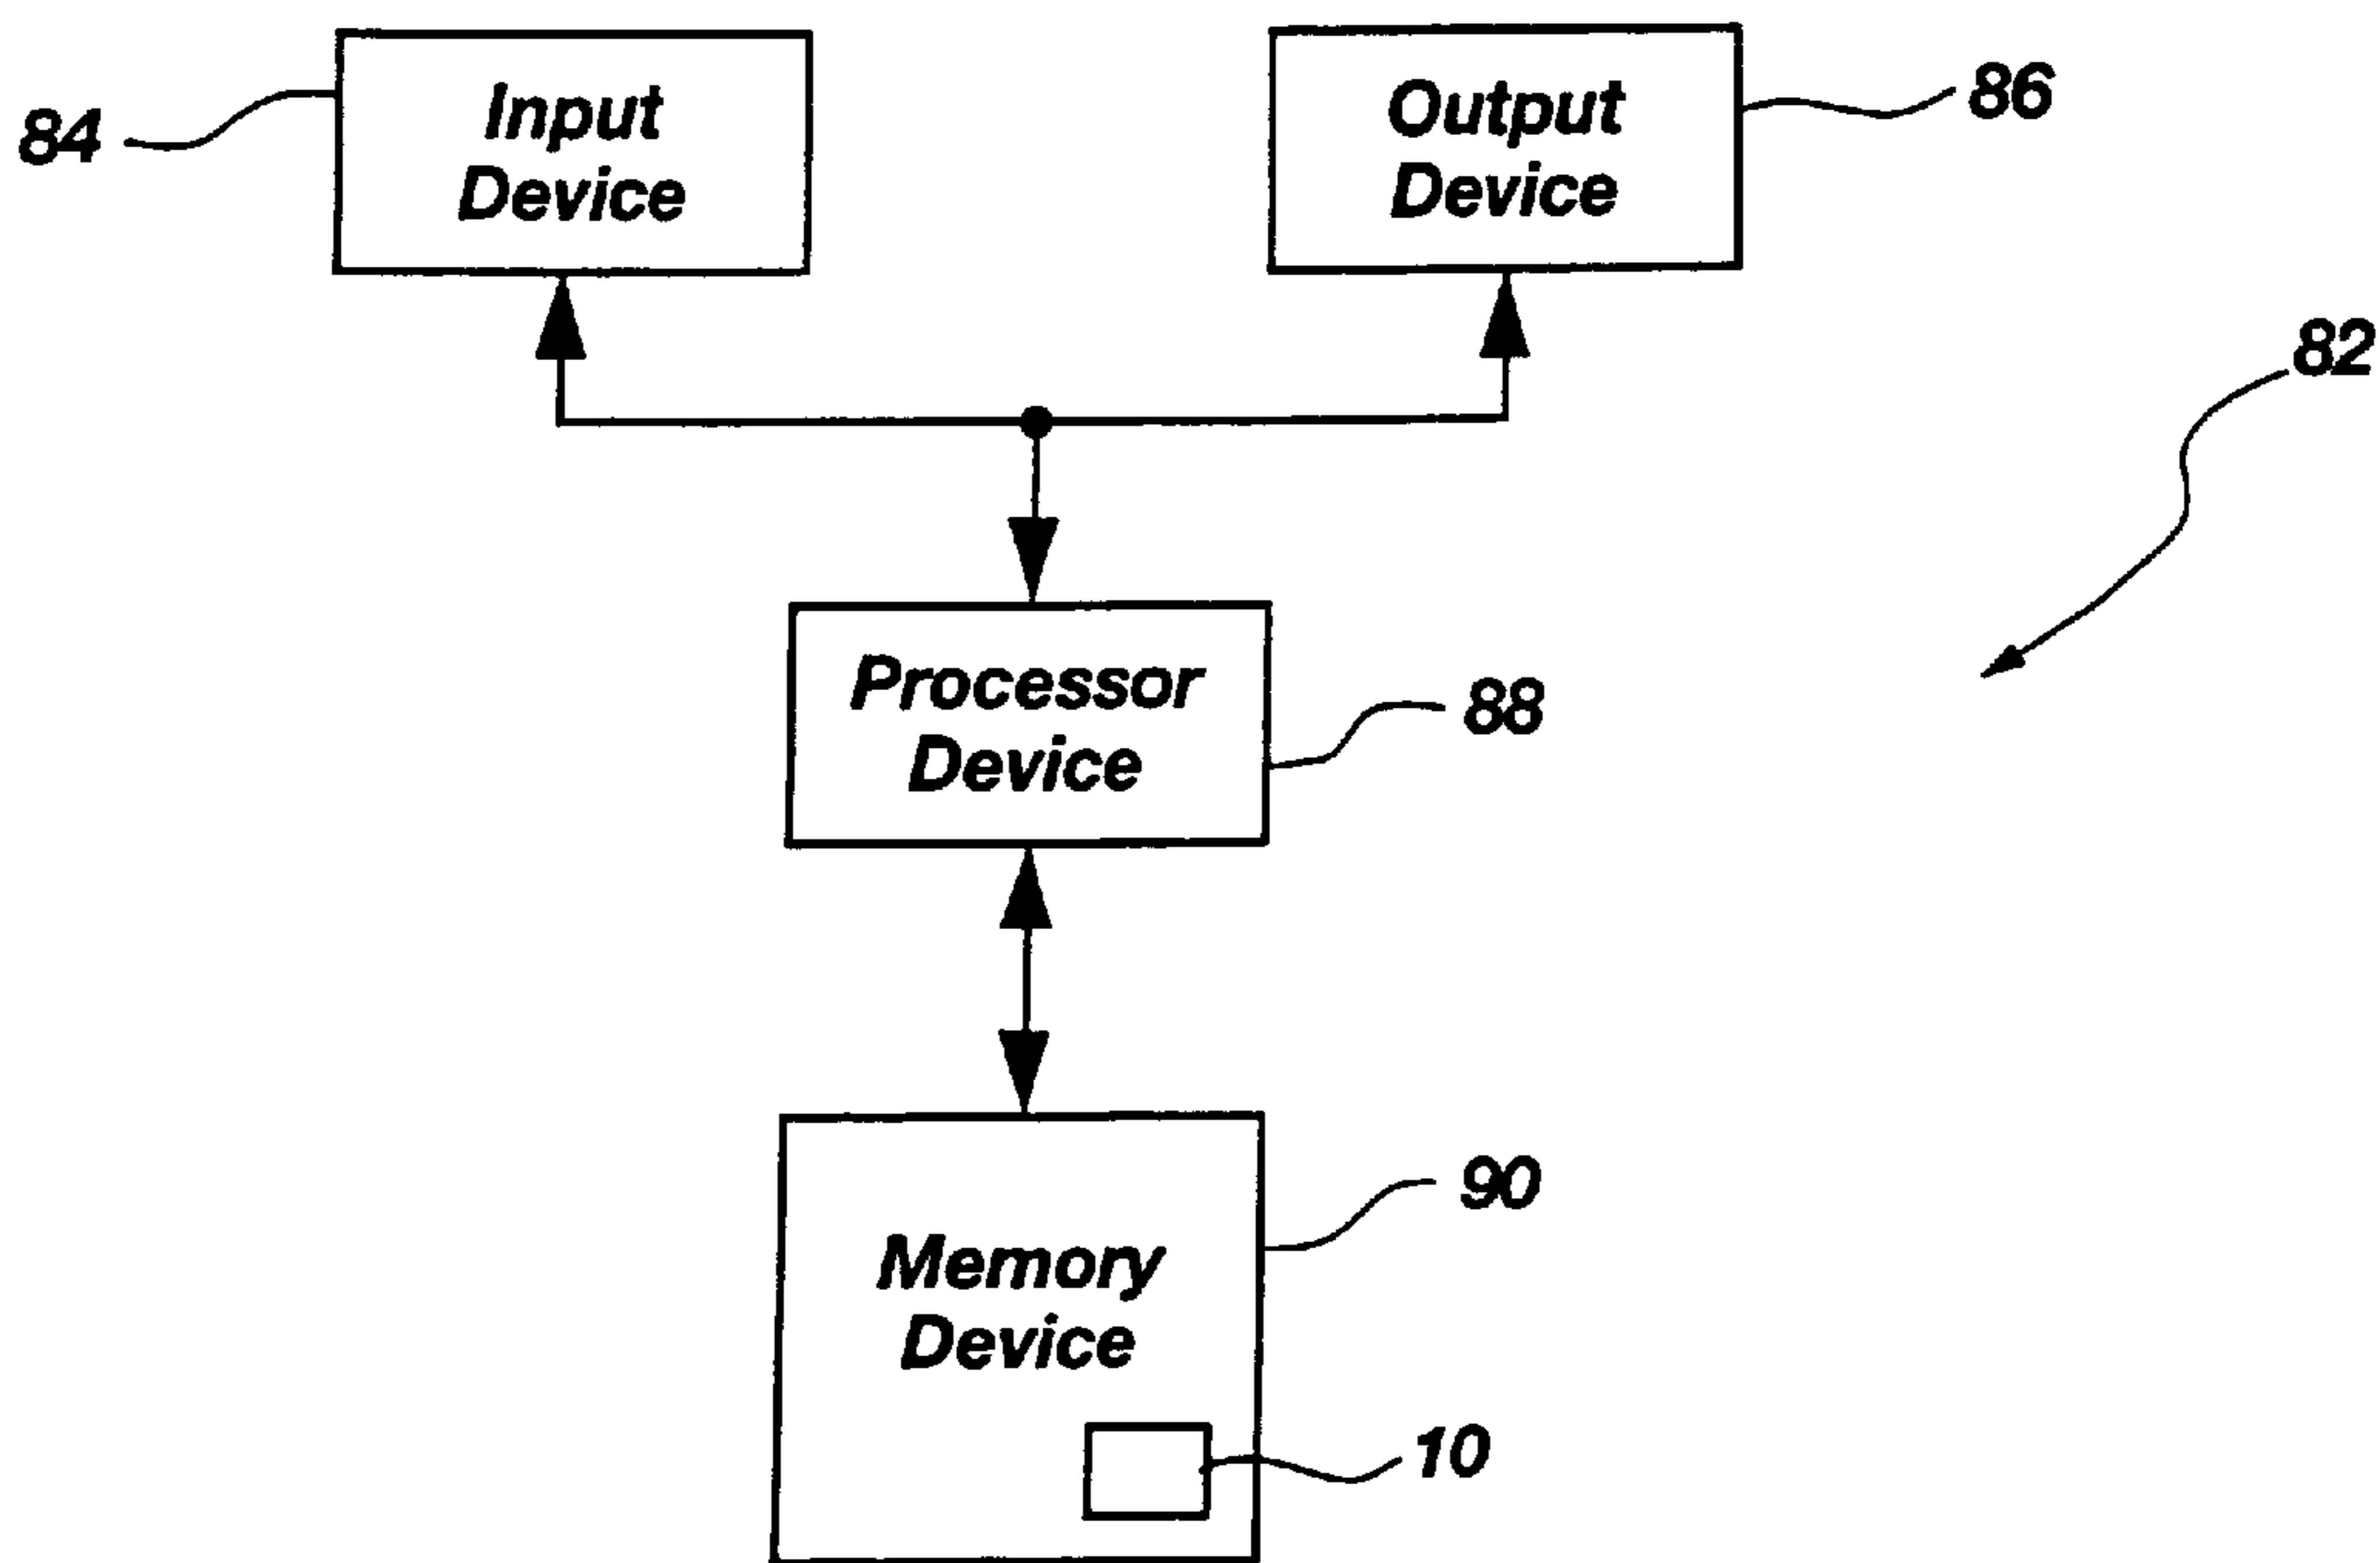 84
Input
Device
Output
Device
86
82
Processor
Device
88
90
Memory
Device
10